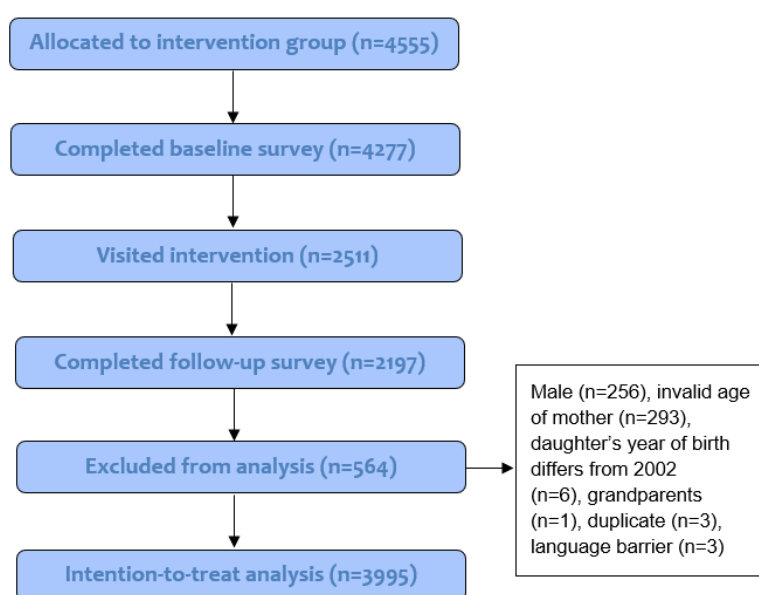 Allocated to intervention group (n=4555)
Completed baseline survey (n=4277)
Visited intervention (n=2511)
Completed follow-up survey (n=2197)
Excluded from analysis (n=564)
Male (n=256), invalid age
of mother (n=293),
daughter's year of birth
differs from 2002
(n=6), grandparents
(n=1), duplicate (n=3),
language barrier (n=3)
Intention-to-treat analysis (n=3995)